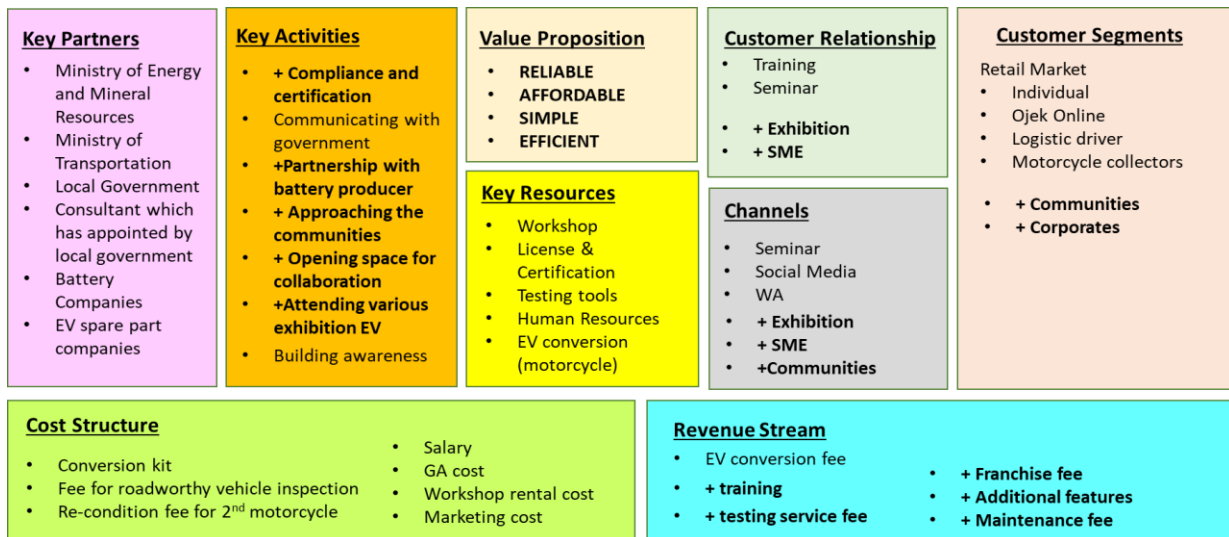 Key Partners
• Ministry of Energy
and Mineral
Resources
• Ministry of
Transportation
• Local Government
• Consultant which
has appointed by
local government
• Battery
Companies
• EV spare part
companies
Key Activities
• + Compliance and
certification
• Communicating with
government
• +Partnership with
battery producer
• + Approaching the
communities
• + Opening space for
collaboration
• +Attending various
exhibition EV
• Building awareness
Value Proposition
• RELIABLE
• AFFORDABLE
• SIMPLE
• EFFICIENT
Key Resources
• Workshop
• License &
Certification
• Testing tools
• Human Resources
• EV conversion
(motorcycle)
Customer Relationship
• Training
• Seminar
• + Exhibition
• + SME
Channels
• Seminar
• Social Media
• WA
• + Exhibition
• + SME
• +Communities
Customer Segments
Retail Market
• Individual
• Ojek Online
• Logistic driver
• Motorcycle collectors
• + Communities
• + Corporates
Cost Structure
• Conversion kit
• Fee for roadworthy vehicle inspection
• Re-condition fee for 2nd motorcycle
• Salary
• GA cost
• Workshop rental cost
• Marketing cost
Revenue Stream
• EV conversion fee
• + training
• + testing service fee
• + Franchise fee
• + Additional features
• + Maintenance fee